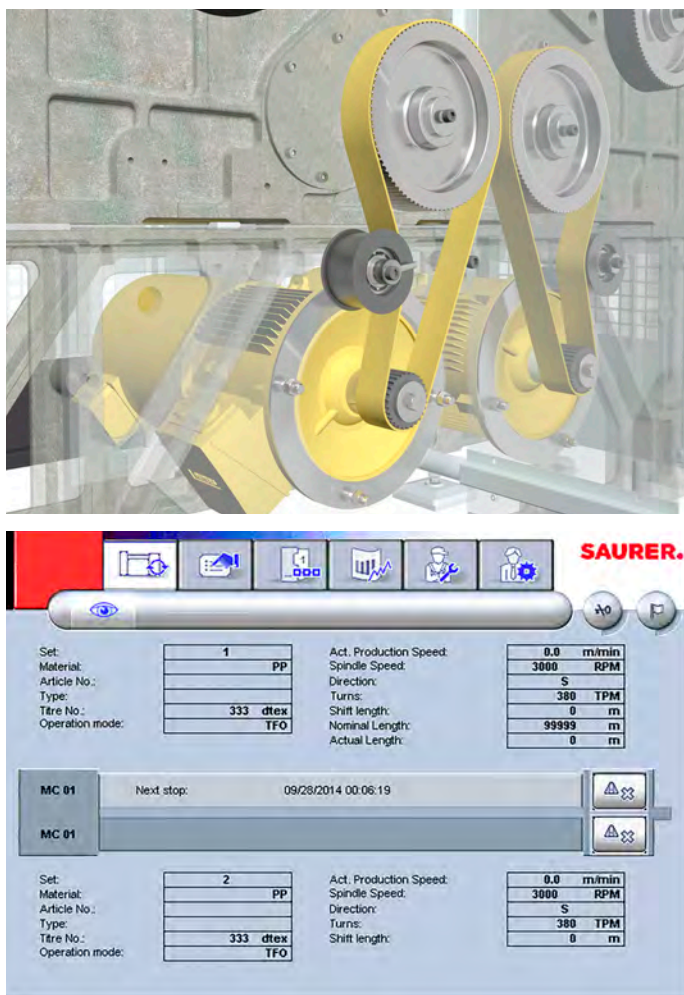 SAURER.
1
Set: 1 Act. Production Speed: 0.0 m/min
Material: PP Spindle Speed: 3000 RPM
Article No.: Direction: S
Type: Turns: 380 TPM
Titre No.: 333 dtex Shift length: 0 m
Operation mode: TFO Nominal Length: 99999 m
Actual Length: 0 m
MC 01 Next stop: 09/28/2014 00:06:19
MC 01
Set: 2 Act. Production Speed: 0.0 m/min
Material: PP Spindle Speed: 3000 RPM
Article No.: Direction: S
Type: Turns: 380 TPM
Titre No.: 333 dtex Shift length: 0 m
Operation mode: TFO